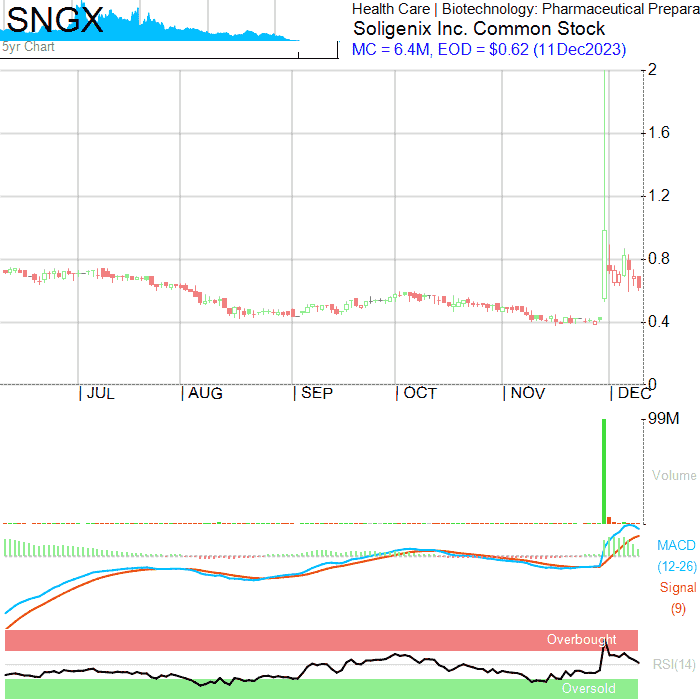 SNGX
5yr Chart
Health Care | Biotechnology: Pharmaceutical Prepara
Soligenix Inc. Common Stock
MC = 6.4M, EOD = $0.62 (11Dec2023)
2
1.6
1.2
0.8
0.4
0
| JUL | AUG | SEP | OCT | NOV | DEC
99M
Volume
MACD
(12-26)
Signal
(9)
Overbought
RSI(14)
Oversold